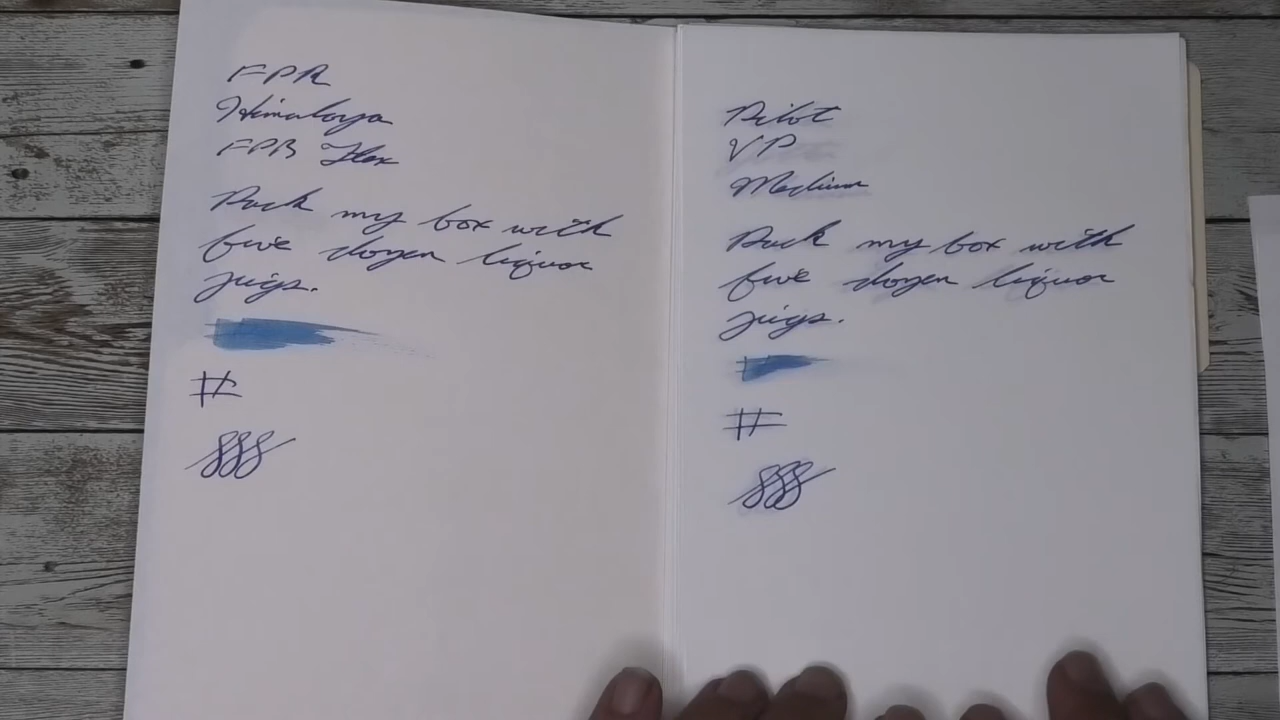 FPR
Himalaya
FPR Flex
Pack my box with
five dozen liquor
jugs.
#
Pilot
VP
Medium
Pack my box with
five dozen liquor
jugs.
#